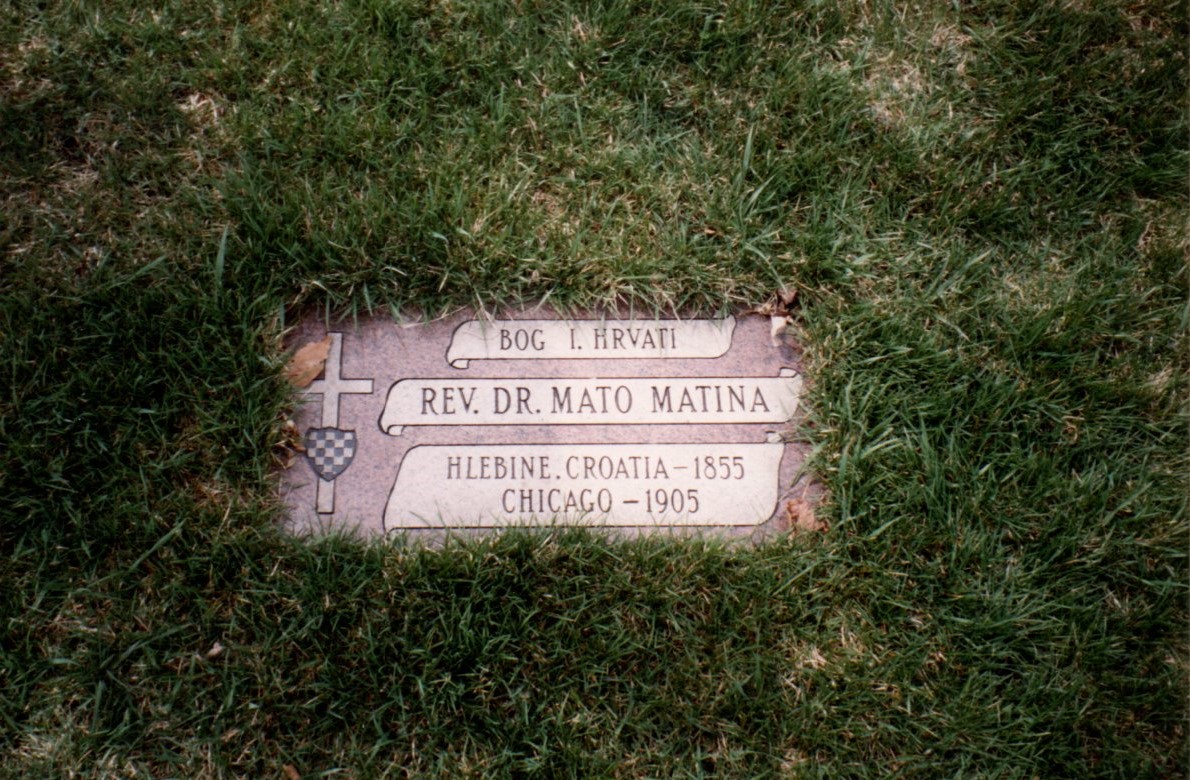 BOG I. HRVATI
REV. DR. MATO MATINA
HLEBINE. CROATIA – 1855
CHICAGO – 1905